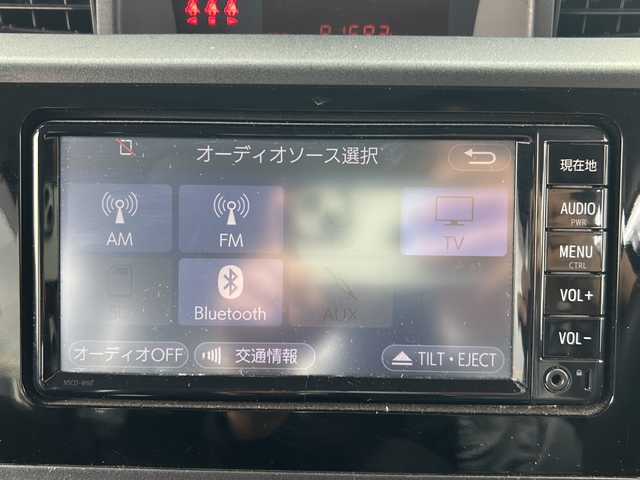 オーディオソース選択
現在地
AM
FM
TV
AUDIO
PWR
MENU
CTRL
SD
Bluetooth
AUX
VOL+
VOL-
オーディオOFF
交通情報
TILT・EJECT